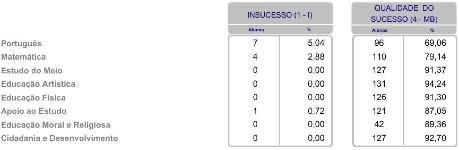 INSUCESSO (1 - I) QUALIDADE DO SUCESSO (4 - MB)
Alunos % Alunos %
Português 7 5,04 96 69,06
Matemática 4 2,88 110 79,14
Estudo do Meio 0 0,00 127 91,37
Educação Artística 0 0,00 131 94,24
Educação Física 0 0,00 126 91,30
Apoio ao Estudo 1 0,72 121 87,05
Educação Moral e Religiosa 0 0,00 42 89,36
Cidadania e Desenvolvimento 0 0,00 127 92,70